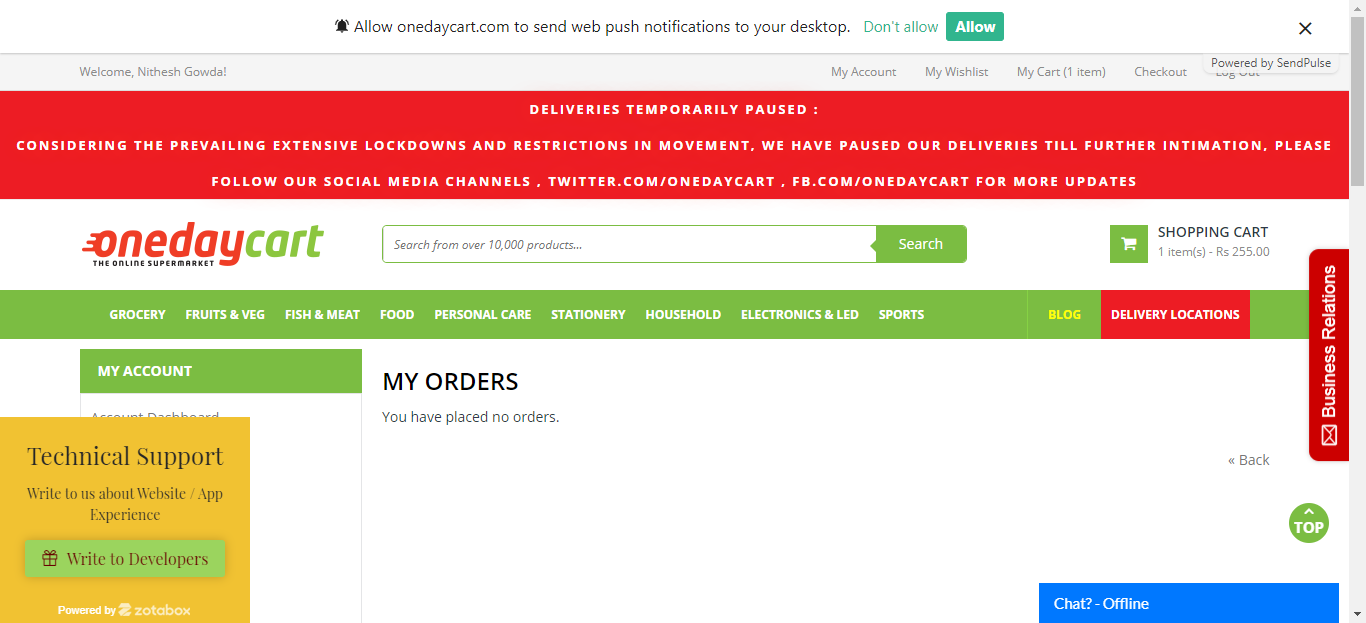 Allow onedaycart.com to send web push notifications to your desktop. Don't allow Allow
Powered by SendPulse
Welcome, Nithesh Gowda! My Account My Wishlist My Cart (1 item) Checkout Log Out
DELIVERIES TEMPORARILY PAUSED :
CONSIDERING THE PREVAILING EXTENSIVE LOCKDOWNS AND RESTRICTIONS IN MOVEMENT, WE HAVE PAUSED OUR DELIVERIES TILL FURTHER INTIMATION, PLEASE
FOLLOW OUR SOCIAL MEDIA CHANNELS , TWITTER.COM/ONEDAYCART , FB.COM/ONEDAYCART FOR MORE UPDATES
onedaycart
THE ONLINE SUPERMARKET
Search from over 10,000 products... Search
SHOPPING CART
1 item(s) - Rs 255.00
GROCERY FRUITS & VEG FISH & MEAT FOOD PERSONAL CARE STATIONERY HOUSEHOLD ELECTRONICS & LED SPORTS BLOG DELIVERY LOCATIONS
Business Relations
MY ACCOUNT
Account Dashboard
MY ORDERS
You have placed no orders.
« Back
Technical Support
Write to us about Website / App
Experience
Write to Developers
Powered by zotabox
TOP
Chat? - Offline